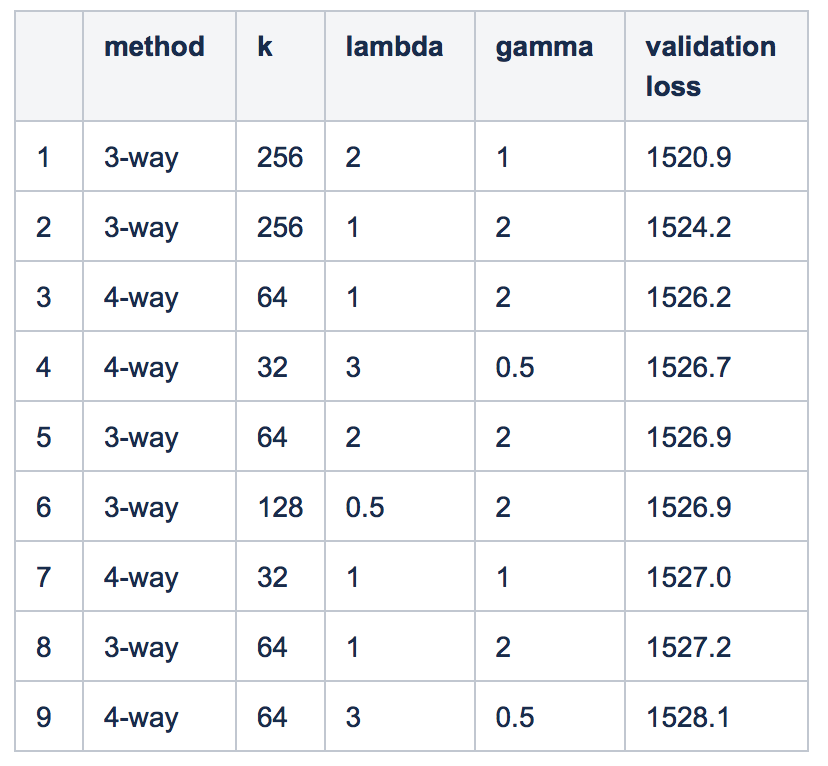 method k lambda gamma validation
loss
1 3-way 256 2 1 1520.9
2 3-way 256 1 2 1524.2
3 4-way 64 1 2 1526.2
4 4-way 32 3 0.5 1526.7
5 3-way 64 2 2 1526.9
6 3-way 128 0.5 2 1526.9
7 4-way 32 1 1 1527.0
8 3-way 64 1 2 1527.2
9 4-way 64 3 0.5 1528.1